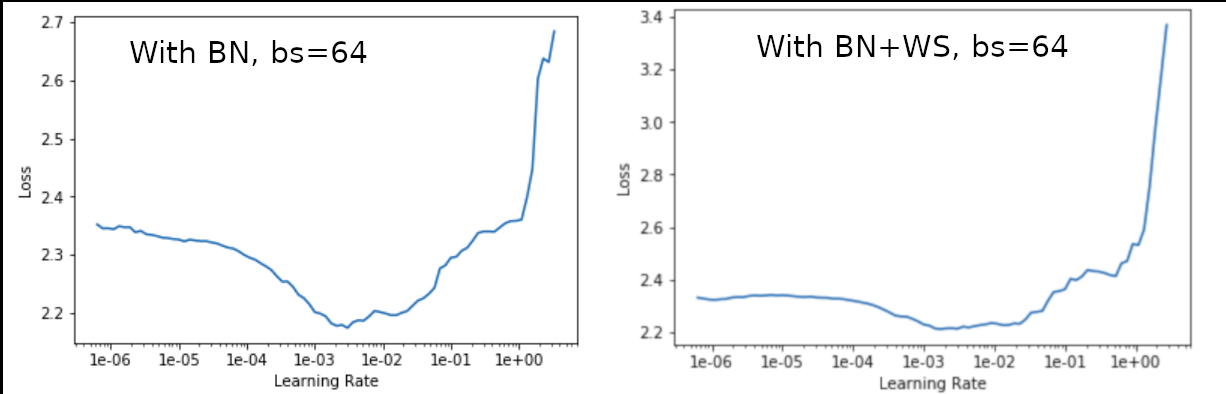 With BN, bs=64
2.7
2.6
2.5
2.4
2.3
2.2
Loss
1e-06 1e-05 1e-04 1e-03 1e-02 1e-01 1e+00
Learning Rate
With BN+WS, bs=64
3.4
3.2
3.0
2.8
2.6
2.4
2.2
Loss
1e-06 1e-05 1e-04 1e-03 1e-02 1e-01 1e+00
Learning Rate